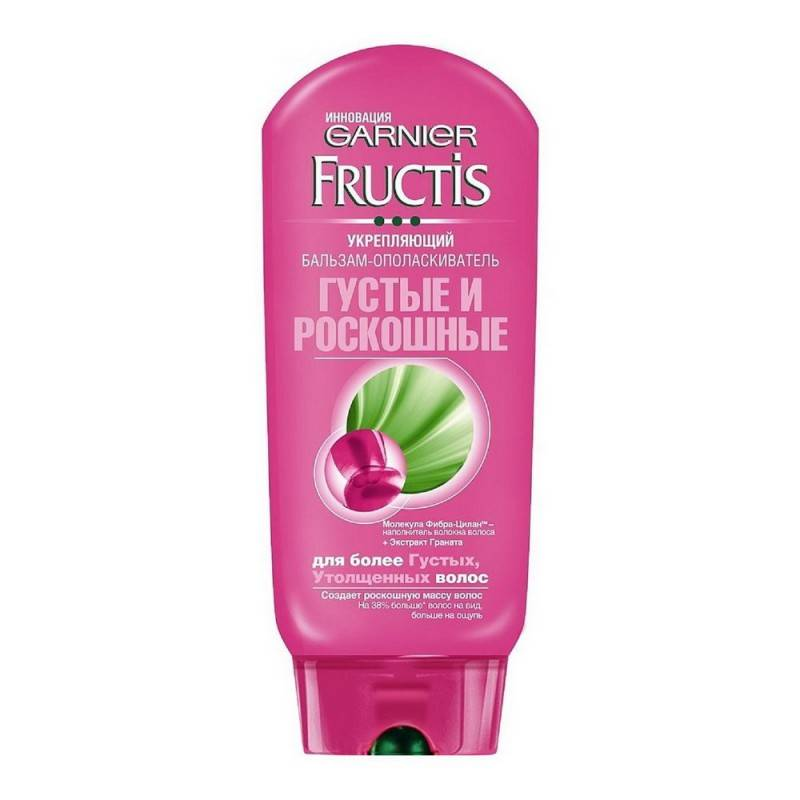 ИННОВАЦИЯ
GARNIER
FRUCTIS
УКРЕПЛЯЮЩИЙ
БАЛЬЗАМ-ОПОЛАСКИВАТЕЛЬ
ГУСТЫЕ И
РОСКОШНЫЕ
Молекула Фибра-Цилан™ –
наполнитель волокна волоса
+ Экстракт Граната
для более Густых,
Утолщенных волос
Создает роскошную массу волос
На 38% больше* волос на вид,
больше на ощупь